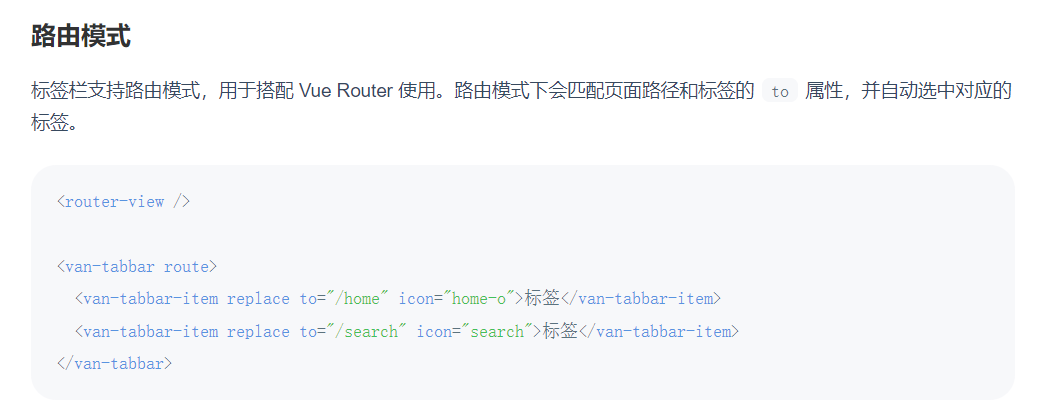 路由模式
标签栏支持路由模式，用于搭配 Vue Router 使用。路由模式下会匹配页面路径和标签的 to 属性，并自动选中对应的
标签。
<router-view />
<van-tabbar route>
  <van-tabbar-item replace to="/home" icon="home-o">标签</van-tabbar-item>
  <van-tabbar-item replace to="/search" icon="search">标签</van-tabbar-item>
</van-tabbar>